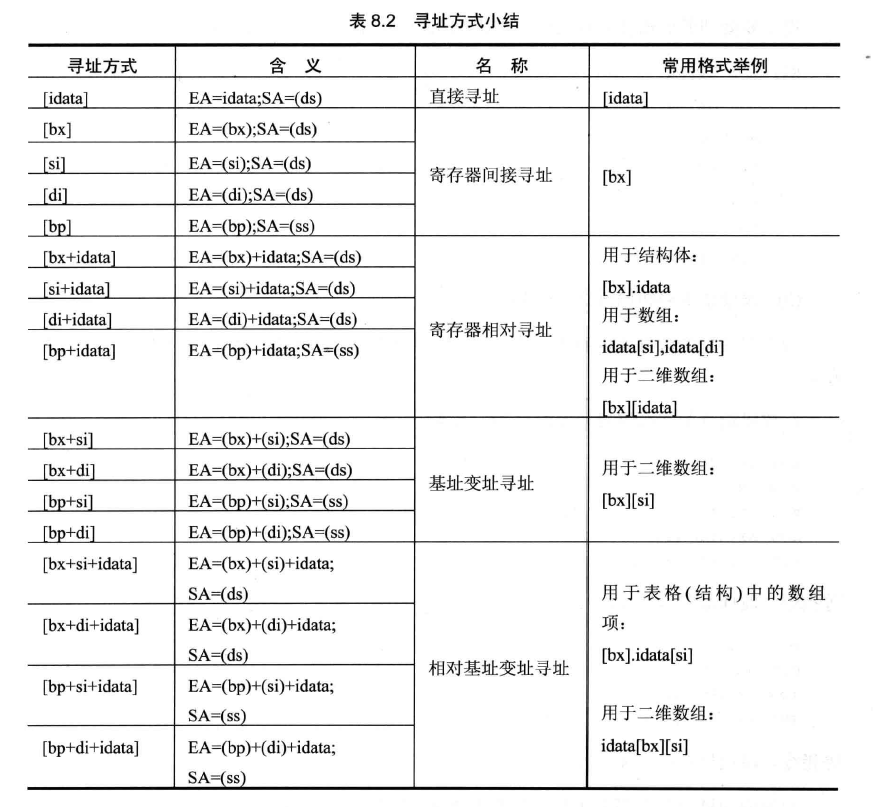 表 8.2 寻址方式小结
寻址方式 含 义 名 称 常用格式举例
[idata] EA=idata;SA=(ds) 直接寻址 [idata]
[bx] EA=(bx);SA=(ds)
[si] EA=(si);SA=(ds)
寄存器间接寻址 [bx]
[di] EA=(di);SA=(ds)
[bp] EA=(bp);SA=(ss)
[bx+idata] EA=(bx)+idata;SA=(ds) 用于结构体：
[si+idata] EA=(si)+idata;SA=(ds) [bx].idata
[di+idata] EA=(di)+idata;SA=(ds) 用于数组：
寄存器相对寻址
[bp+idata] EA=(bp)+idata;SA=(ss) idata[si],idata[di]
用于二维数组：
[bx][idata]
[bx+si] EA=(bx)+(si);SA=(ds)
[bx+di] EA=(bx)+(di);SA=(ds) 用于二维数组：
基址变址寻址
[bp+si] EA=(bp)+(si);SA=(ss) [bx][si]
[bp+di] EA=(bp)+(di);SA=(ss)
[bx+si+idata] EA=(bx)+(si)+idata;
SA=(ds) 用于表格(结构)中的数组
[bx+di+idata] EA=(bx)+(di)+idata; 项：
SA=(ds) [bx].idata[si]
相对基址变址寻址
[bp+si+idata] EA=(bp)+(si)+idata;
SA=(ss) 用于二维数组：
[bp+di+idata] EA=(bp)+(di)+idata; idata[bx][si]
SA=(ss)